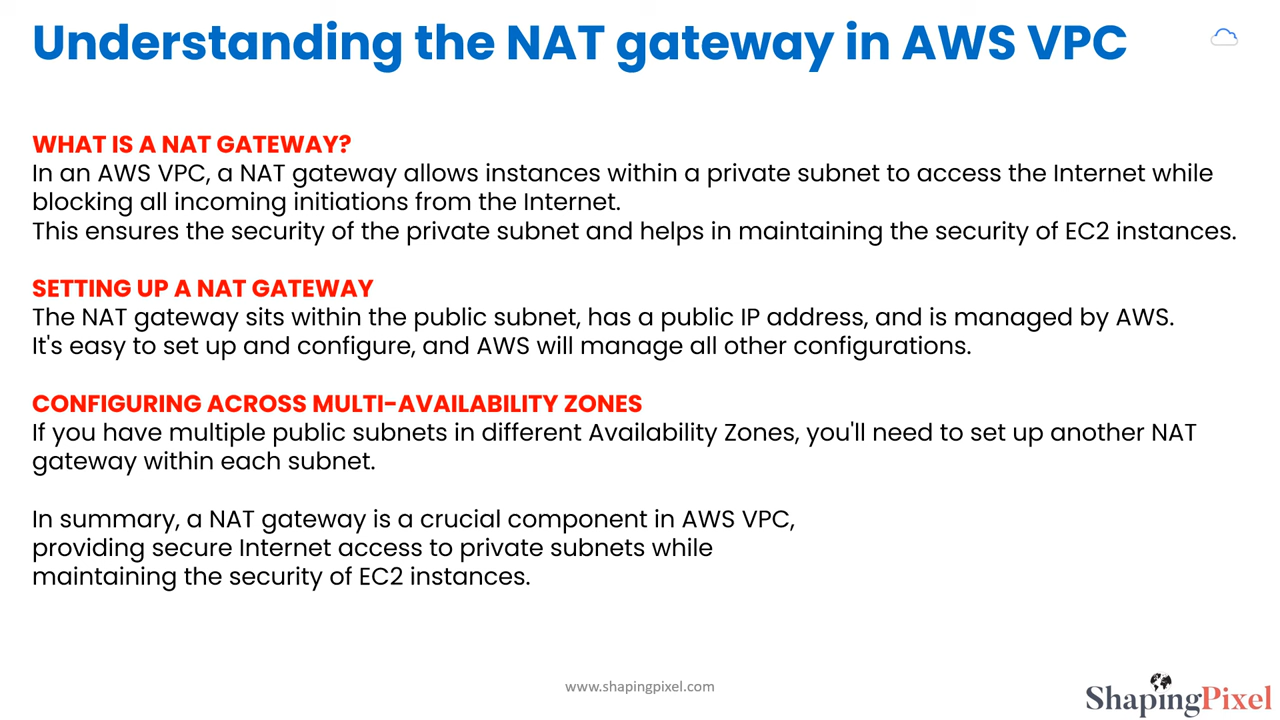 Understanding the NAT gateway in AWS VPC
WHAT IS A NAT GATEWAY?
In an AWS VPC, a NAT gateway allows instances within a private subnet to access the Internet while
blocking all incoming initiations from the Internet.
This ensures the security of the private subnet and helps in maintaining the security of EC2 instances.
SETTING UP A NAT GATEWAY
The NAT gateway sits within the public subnet, has a public IP address, and is managed by AWS.
It's easy to set up and configure, and AWS will manage all other configurations.
CONFIGURING ACROSS MULTI-AVAILABILITY ZONES
If you have multiple public subnets in different Availability Zones, you'll need to set up another NAT
gateway within each subnet.
In summary, a NAT gateway is a crucial component in AWS VPC,
providing secure Internet access to private subnets while
maintaining the security of EC2 instances.
www.shapingpixel.com
ShapingPixel